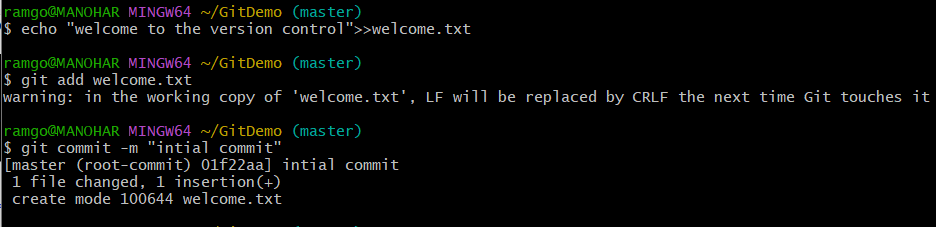 ramgo@MANOHAR MINGW64 ~/GitDemo (master)
$ echo "welcome to the version control">>welcome.txt
ramgo@MANOHAR MINGW64 ~/GitDemo (master)
$ git add welcome.txt
warning: in the working copy of 'welcome.txt', LF will be replaced by CRLF the next time Git touches it
ramgo@MANOHAR MINGW64 ~/GitDemo (master)
$ git commit -m "intial commit"
[master (root-commit) 01f22aa] intial commit
 1 file changed, 1 insertion(+)
 create mode 100644 welcome.txt